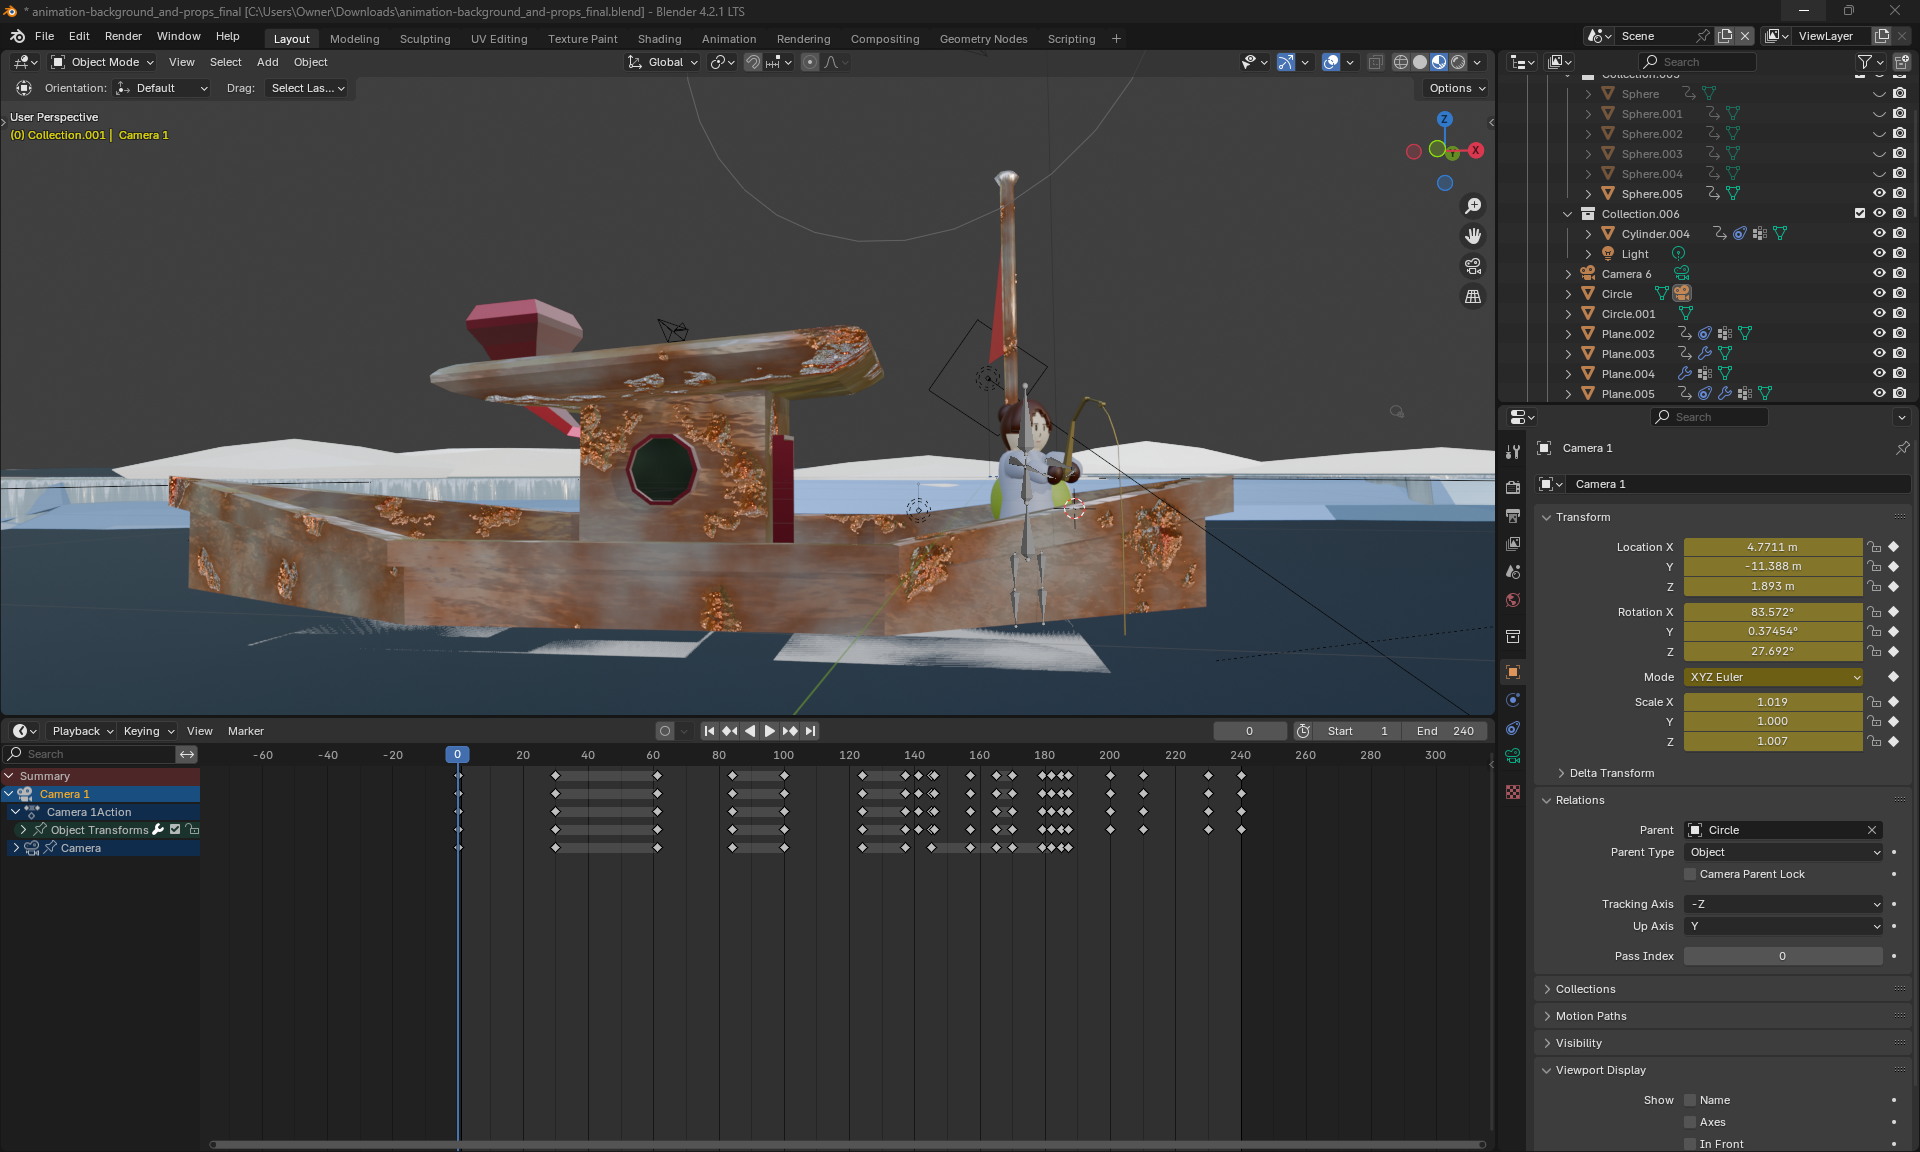 * animation-background_and-props_final [C:\Users\Owner\Downloads\animation-background_and-props_final.blend] - Blender 4.2.1 LTS
File Edit Render Window Help Layout Modeling Sculpting UV Editing Texture Paint Shading Animation Rendering Compositing Geometry Nodes Scripting + Scene ViewLayer
Object Mode View Select Add Object Global Search
Orientation: Default Drag: Select Las... Options
User Perspective
(0) Collection.001 | Camera 1
Z
Y
X
Collection.005
Sphere
Sphere.001
Sphere.002
Sphere.003
Sphere.004
Sphere.005
Collection.006
Cylinder.004
Light
Camera 6
Circle
Circle.001
Plane.002
Plane.003
Plane.004
Plane.005
Search
Camera 1
Camera 1
Transform
Location X 4.7711 m
Y -11.388 m
Z 1.893 m
Rotation X 83.572°
Y 0.37454°
Z 27.692°
Mode XYZ Euler
Scale X 1.019
Y 1.000
Z 1.007
Delta Transform
Relations
Parent Circle
Parent Type Object
Camera Parent Lock
Tracking Axis -Z
Up Axis Y
Pass Index 0
Collections
Motion Paths
Visibility
Viewport Display
Show Name
Axes
In Front
Playback Keying View Marker 0 Start 1 End 240
Search -60 -40 -20 0 20 40 60 80 100 120 140 160 180 200 220 240 260 280 300
Summary
Camera 1
Camera 1Action
Object Transforms
Camera